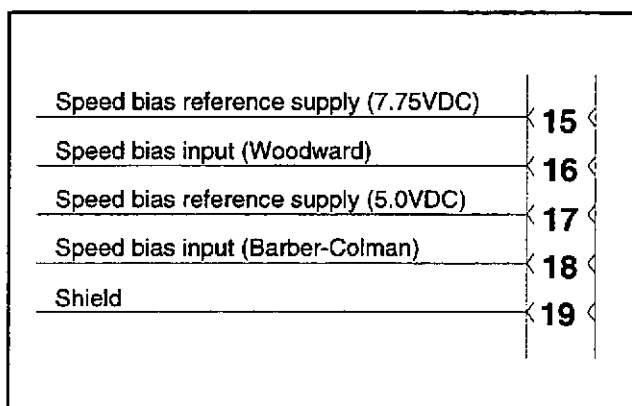 Speed bias reference supply (7.75VDC) 15
Speed bias input (Woodward) 16
Speed bias reference supply (5.0VDC) 17
Speed bias input (Barber-Colman) 18
Shield 19